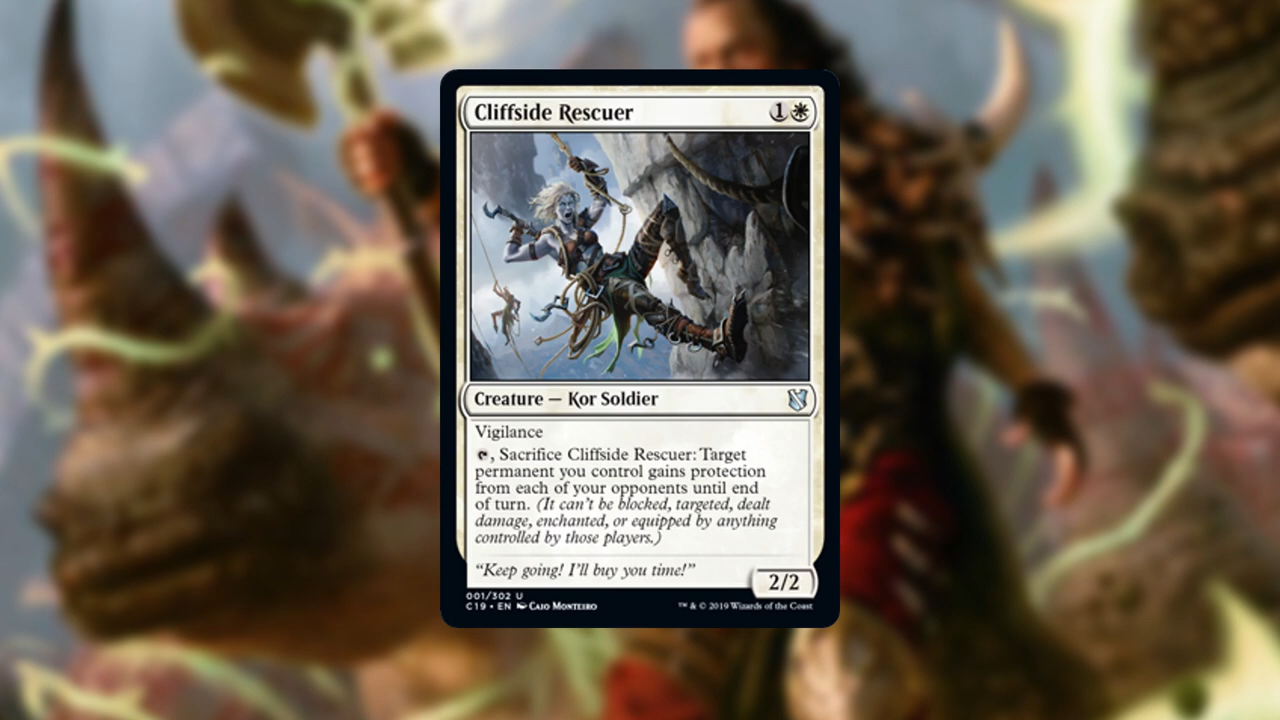 Cliffside Rescuer 1
Creature — Kor Soldier
Vigilance
, Sacrifice Cliffside Rescuer: Target
permanent you control gains protection
from each of your opponents until end
of turn. (It can't be blocked, targeted, dealt
damage, enchanted, or equipped by anything
controlled by those players.)
“Keep going! I'll buy you time!”
2/2
001/302 U
C19 • EN Caio Monteiro
™ & © 2019 Wizards of the Coast